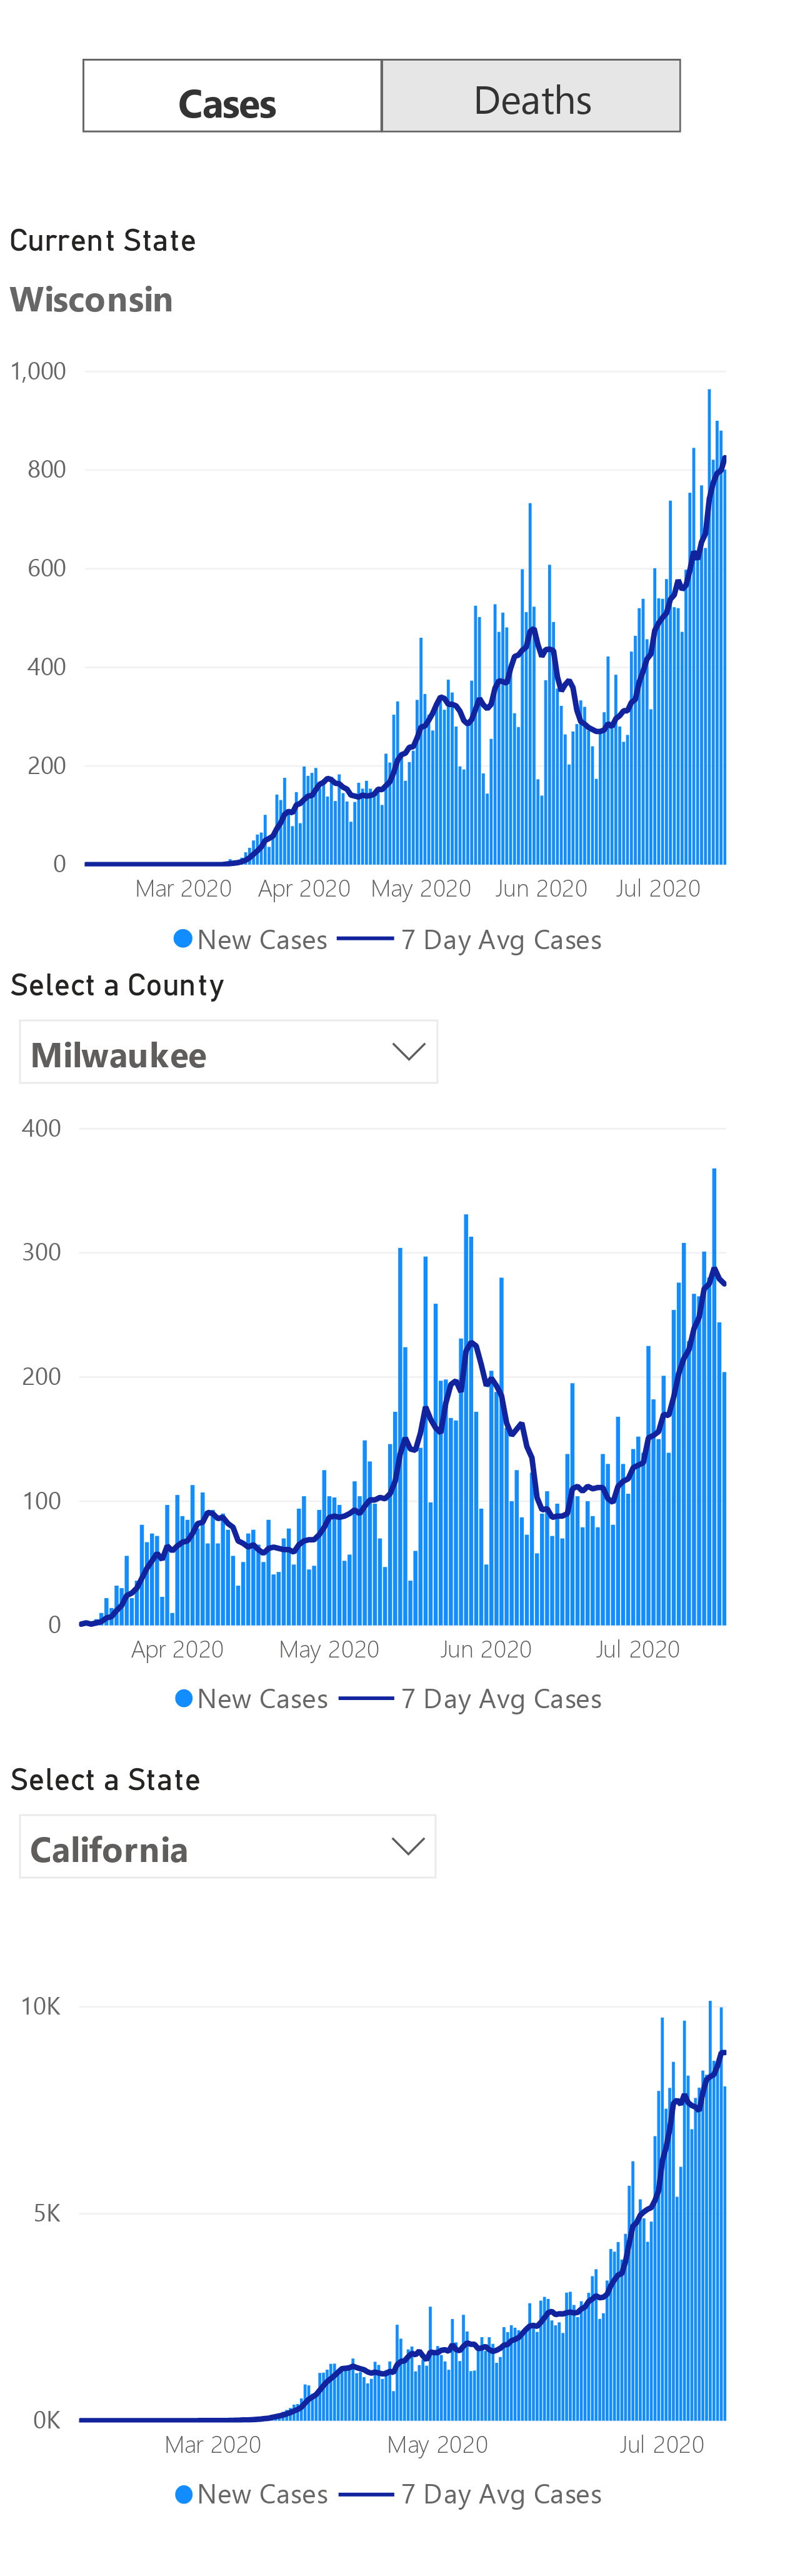 Cases Deaths
Current State
Wisconsin
1,000
800
600
400
200
0
Mar 2020 Apr 2020 May 2020 Jun 2020 Jul 2020
New Cases 7 Day Avg Cases
Select a County
Milwaukee
400
300
200
100
0
Apr 2020 May 2020 Jun 2020 Jul 2020
New Cases 7 Day Avg Cases
Select a State
California
10K
5K
0K
Mar 2020 May 2020 Jul 2020
New Cases 7 Day Avg Cases